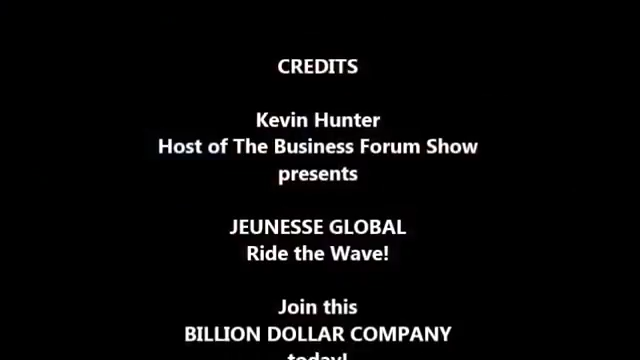 CREDITS
Kevin Hunter
Host of The Business Forum Show
presents
JEUNESSE GLOBAL
Ride the Wave!
Join this
BILLION DOLLAR COMPANY
today!